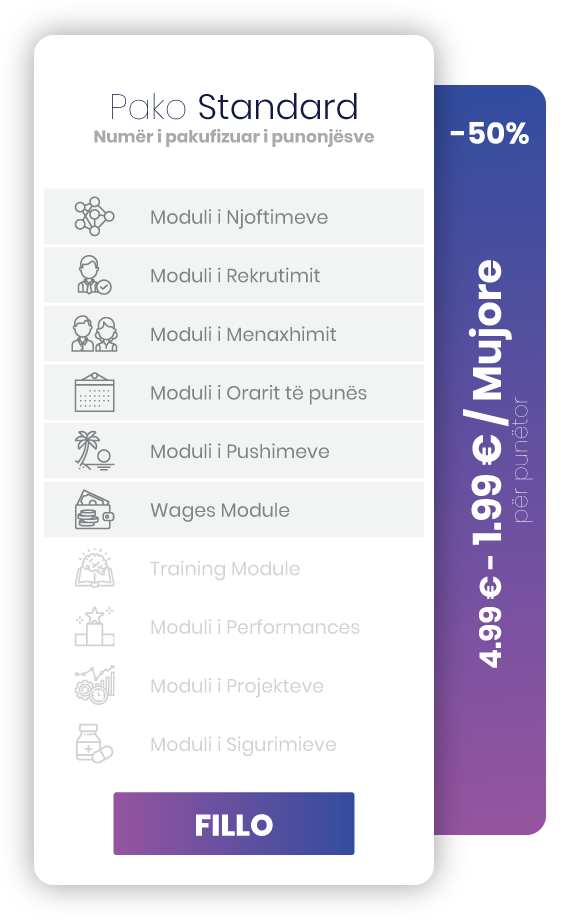 Pako Standard
Numër i pakufizuar i punonjësve
Moduli i Njoftimeve
Moduli i Rekrutimit
Moduli i Menaxhimit
Moduli i Orarit të punës
Moduli i Pushimeve
Wages Module
Training Module
Moduli i Performances
Moduli i Projekteve
Moduli i Sigurimieve
FILLO
-50%
4.99 € - 1.99 € / Mujore
për punëtor